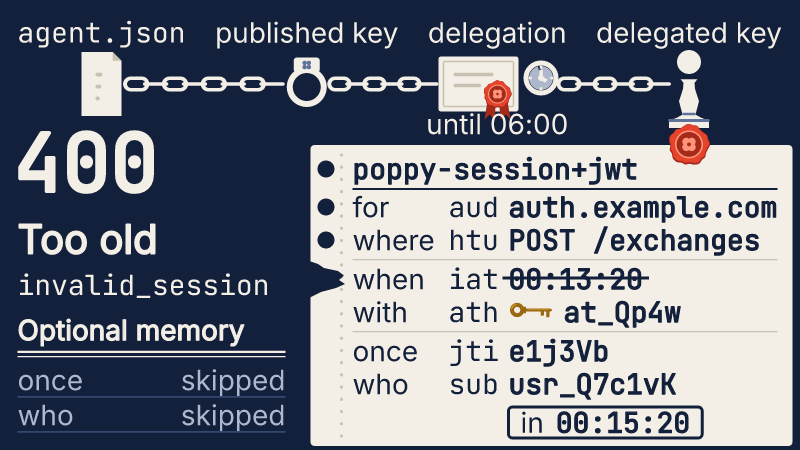 agent.json published key delegation delegated key
until 06:00
400
Too old
invalid_session
Optional memory
once skipped
who skipped
poppy-session+jwt
for aud auth.example.com
where htu POST /exchanges
when iat 00:13:20
with ath at_Qp4w
once jti e1j3Vb
who sub usr_Q7c1vK
in 00:15:20